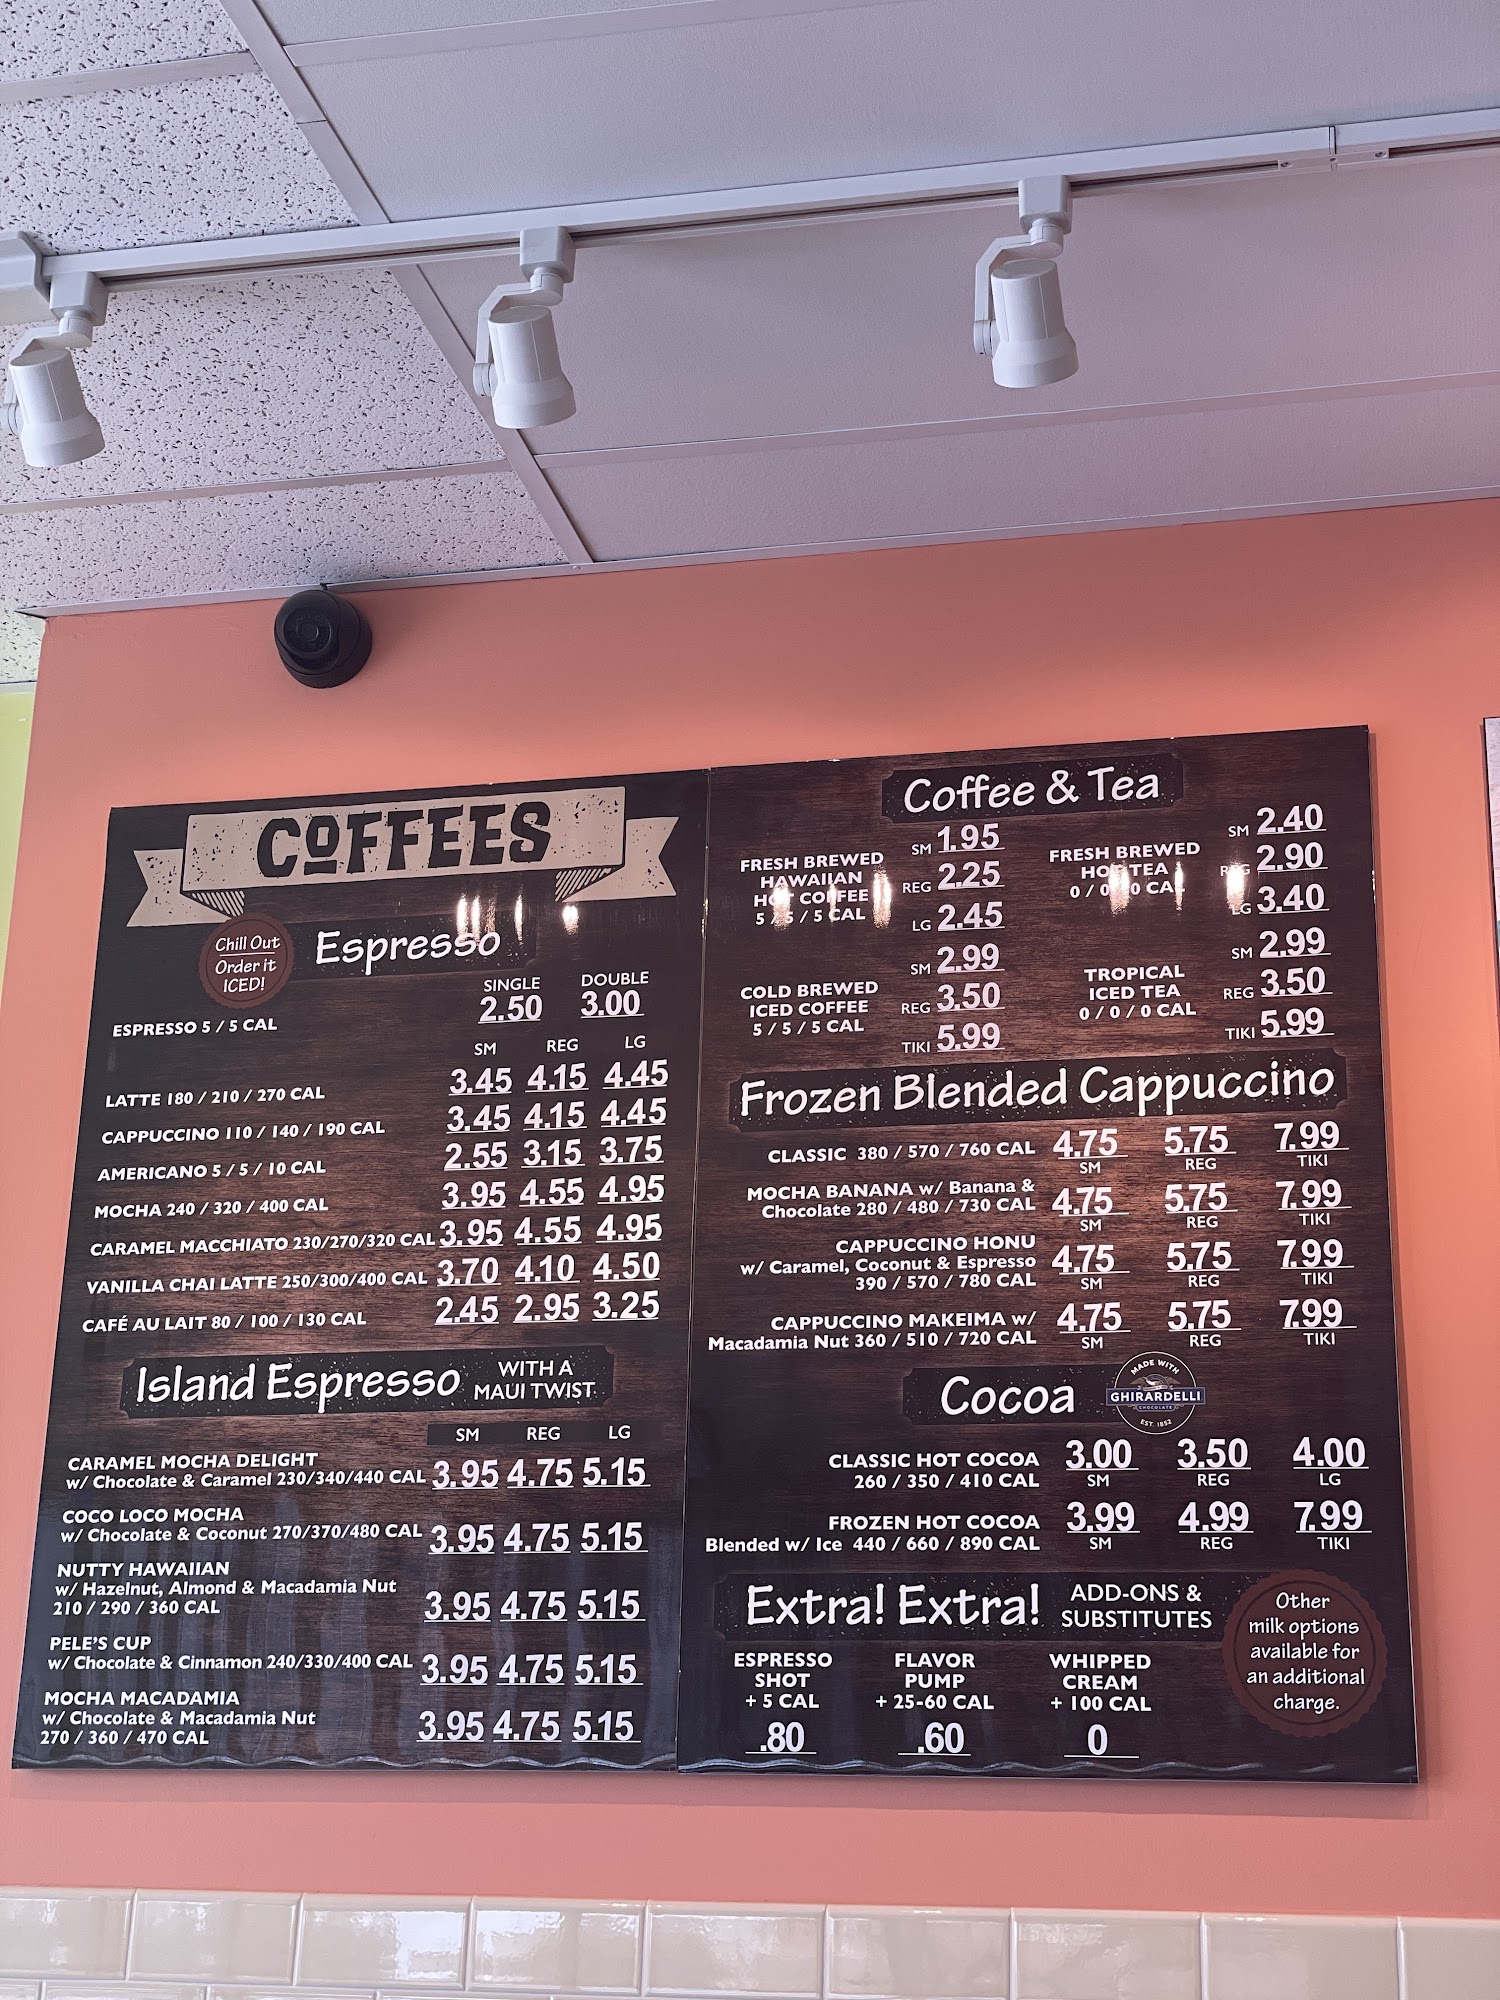 COFFEES
Chill Out
Order it
ICED!
Espresso
SINGLE DOUBLE
ESPRESSO 5 / 5 CAL 2.50 3.00
SM REG LG
LATTE 180 / 210 / 270 CAL 3.45 4.15 4.45
CAPPUCCINO 110 / 140 / 190 CAL 3.45 4.15 4.45
AMERICANO 5 / 5 / 10 CAL 2.55 3.15 3.75
MOCHA 240 / 320 / 400 CAL 3.95 4.55 4.95
CARAMEL MACCHIATO 230/270/320 CAL 3.95 4.55 4.95
VANILLA CHAI LATTE 250/300/400 CAL 3.70 4.10 4.50
CAFÉ AU LAIT 80 / 100 / 130 CAL 2.45 2.95 3.25
Island Espresso WITH A
MAUI TWIST
SM REG LG
CARAMEL MOCHA DELIGHT
w/ Chocolate & Caramel 230/340/440 CAL 3.95 4.75 5.15
COCO LOCO MOCHA
w/ Chocolate & Coconut 270/370/480 CAL 3.95 4.75 5.15
NUTTY HAWAIIAN
w/ Hazelnut, Almond & Macadamia Nut
210 / 290 / 360 CAL 3.95 4.75 5.15
PELE'S CUP
w/ Chocolate & Cinnamon 240/330/400 CAL 3.95 4.75 5.15
MOCHA MACADAMIA
w/ Chocolate & Macadamia Nut
270 / 360 / 470 CAL 3.95 4.75 5.15
Coffee & Tea
FRESH BREWED
HAWAIIAN
HOT COFFEE
5 / 5 / 5 CAL
SM 1.95
REG 2.25
LG 2.45
FRESH BREWED
HOT TEA
0 / 0 / 0 CAL
SM 2.40
REG 2.90
LG 3.40
COLD BREWED
ICED COFFEE
5 / 5 / 5 CAL
SM 2.99
REG 3.50
TIKI 5.99
TROPICAL
ICED TEA
0 / 0 / 0 CAL
SM 2.99
REG 3.50
TIKI 5.99
Frozen Blended Cappuccino
CLASSIC 380 / 570 / 760 CAL 4.75 5.75 7.99
SM REG TIKI
MOCHA BANANA w/ Banana &
Chocolate 280 / 480 / 730 CAL 4.75 5.75 7.99
SM REG TIKI
CAPPUCCINO HONU
w/ Caramel, Coconut & Espresso 4.75 5.75 7.99
390 / 570 / 780 CAL SM REG TIKI
CAPPUCCINO MAKEIMA w/ 4.75 5.75 7.99
Macadamia Nut 360 / 510 / 720 CAL SM REG TIKI
Cocoa
MADE WITH
GHIRARDELLI
CHOCOLATE
EST. 1852
CLASSIC HOT COCOA 3.00 3.50 4.00
260 / 350 / 410 CAL SM REG LG
FROZEN HOT COCOA 3.99 4.99 7.99
Blended w/ Ice 440 / 660 / 890 CAL SM REG TIKI
Extra! Extra! ADD-ONS &
SUBSTITUTES
ESPRESSO
SHOT
+ 5 CAL
.80
FLAVOR
PUMP
+ 25-60 CAL
.60
WHIPPED
CREAM
+ 100 CAL
0
Other
milk options
available for
an additional
charge.